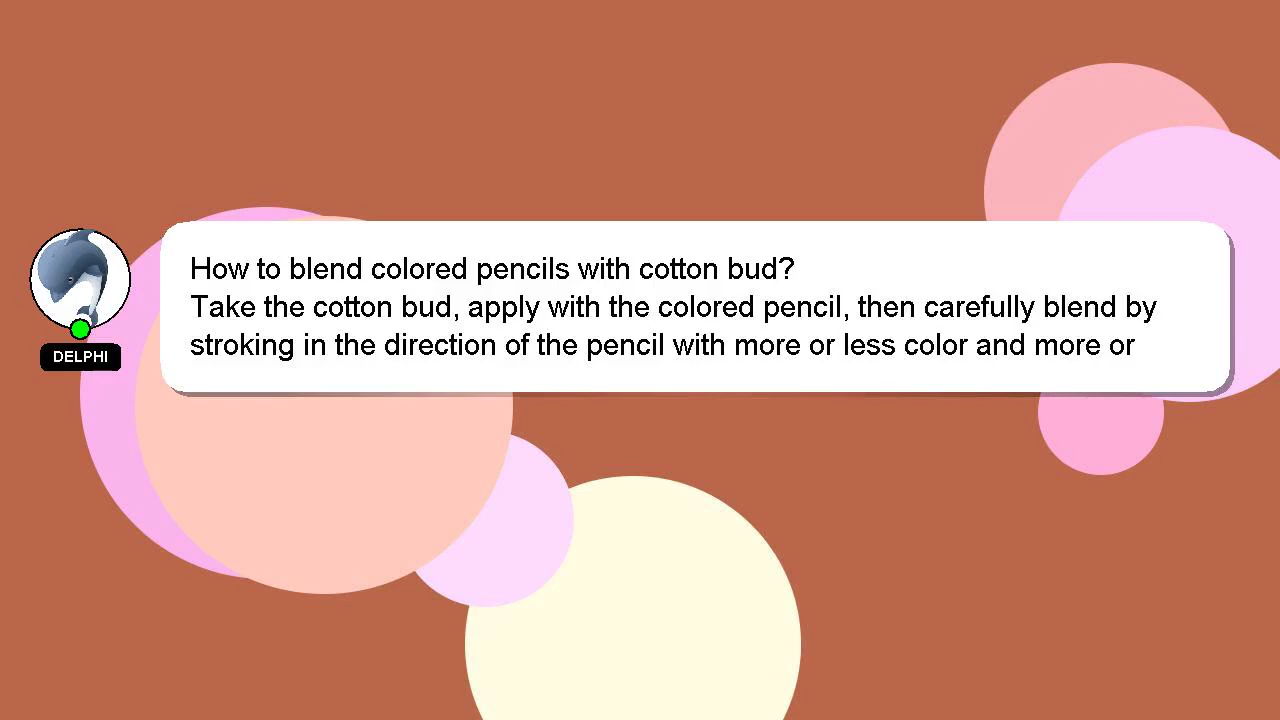 How to blend colored pencils with cotton bud?
Take the cotton bud, apply with the colored pencil, then carefully blend by
stroking in the direction of the pencil with more or less color and more or
DELPHI